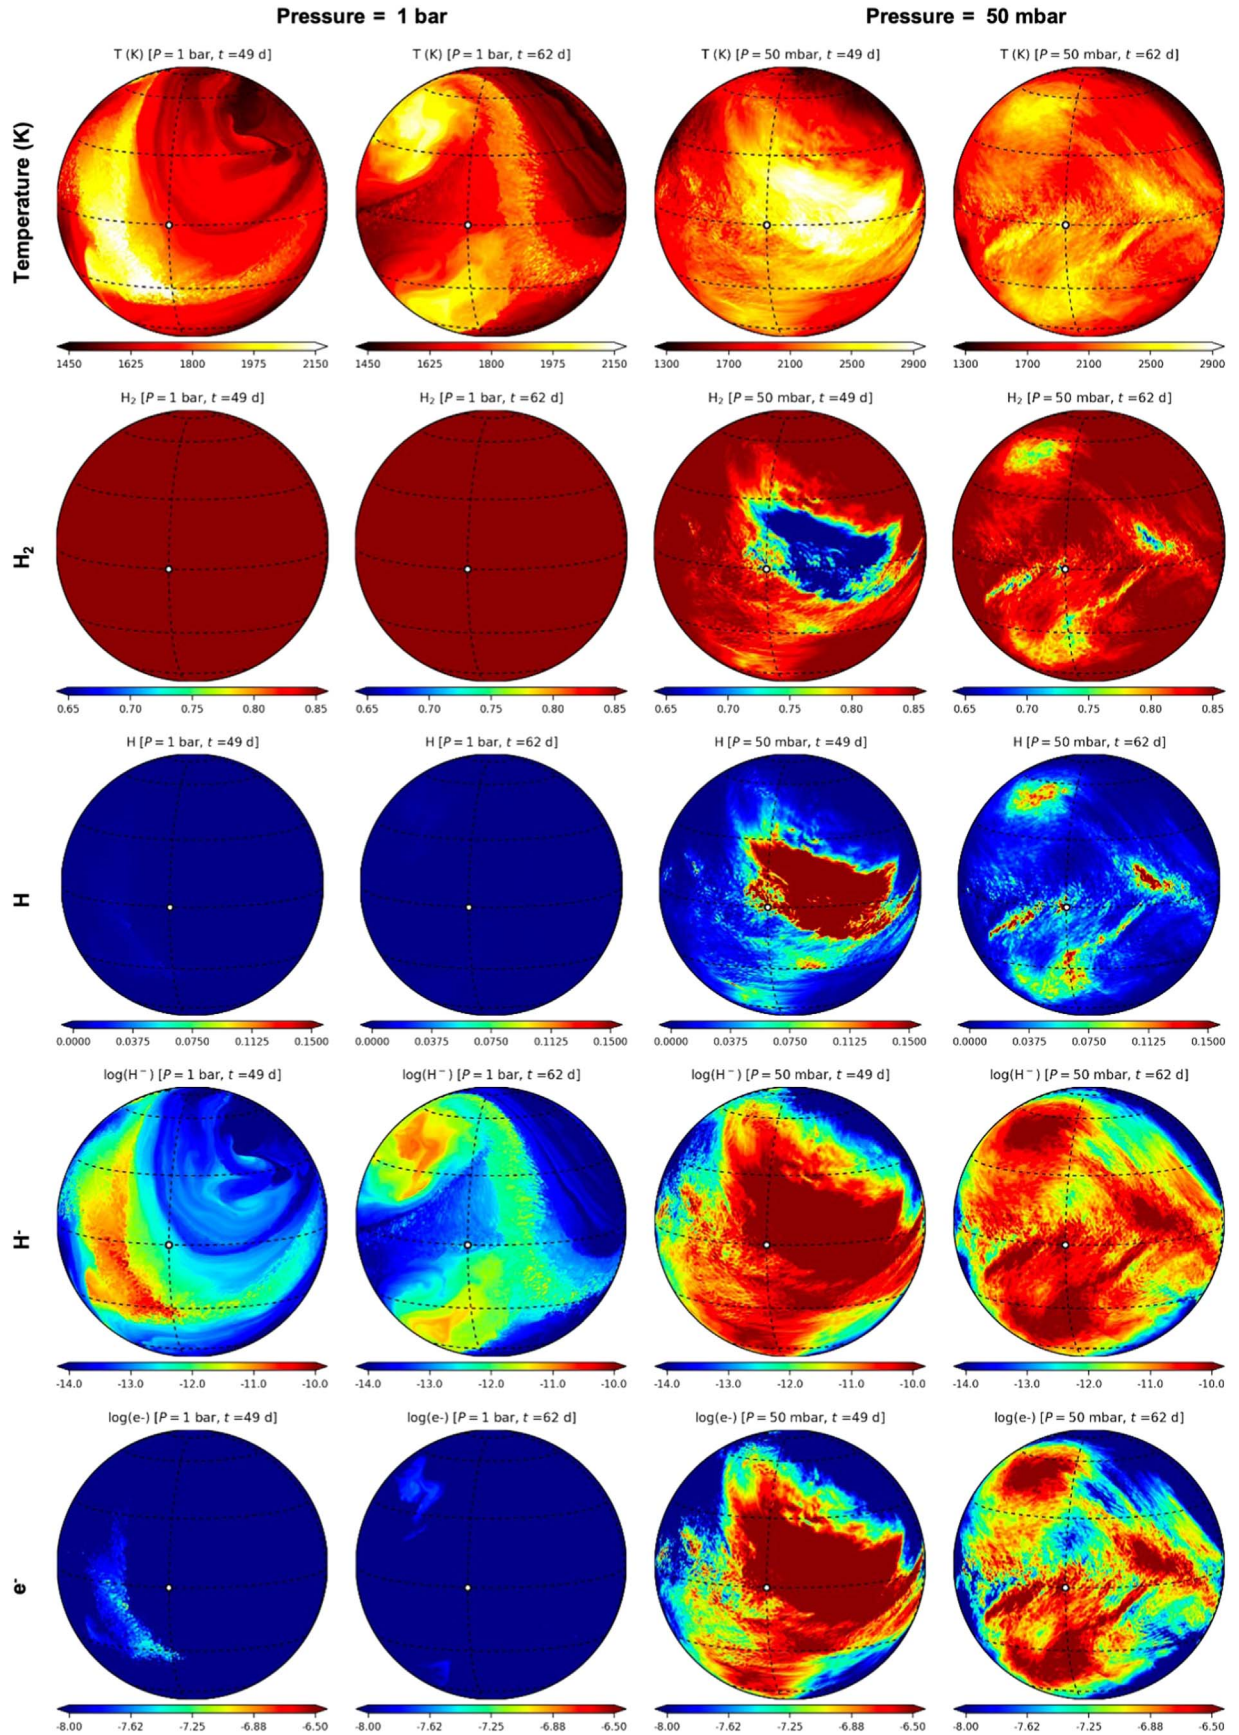 Pressure = 1 bar Pressure = 50 mbar
T (K) [P = 1 bar, t =49 d] T (K) [P = 1 bar, t =62 d] T (K) [P = 50 mbar, t =49 d] T (K) [P = 50 mbar, t =62 d]
Temperature (K)
1450 1625 1800 1975 2150 1450 1625 1800 1975 2150 1300 1700 2100 2500 2900 1300 1700 2100 2500 2900
H₂ [P = 1 bar, t =49 d] H₂ [P = 1 bar, t =62 d] H₂ [P = 50 mbar, t =49 d] H₂ [P = 50 mbar, t =62 d]
H₂
0.65 0.70 0.75 0.80 0.85 0.65 0.70 0.75 0.80 0.85 0.65 0.70 0.75 0.80 0.85 0.65 0.70 0.75 0.80 0.85
H [P = 1 bar, t =49 d] H [P = 1 bar, t =62 d] H [P = 50 mbar, t =49 d] H [P = 50 mbar, t =62 d]
H
0.0000 0.0375 0.0750 0.1125 0.1500 0.0000 0.0375 0.0750 0.1125 0.1500 0.0000 0.0375 0.0750 0.1125 0.1500 0.0000 0.0375 0.0750 0.1125 0.1500
log(H⁻) [P = 1 bar, t =49 d] log(H⁻) [P = 1 bar, t =62 d] log(H⁻) [P = 50 mbar, t =49 d] log(H⁻) [P = 50 mbar, t =62 d]
H⁻
-14.0 -13.0 -12.0 -11.0 -10.0 -14.0 -13.0 -12.0 -11.0 -10.0 -14.0 -13.0 -12.0 -11.0 -10.0 -14.0 -13.0 -12.0 -11.0 -10.0
log(e-) [P = 1 bar, t =49 d] log(e-) [P = 1 bar, t =62 d] log(e-) [P = 50 mbar, t =49 d] log(e-) [P = 50 mbar, t =62 d]
e⁻
-8.00 -7.62 -7.25 -6.88 -6.50 -8.00 -7.62 -7.25 -6.88 -6.50 -8.00 -7.62 -7.25 -6.88 -6.50 -8.00 -7.62 -7.25 -6.88 -6.50